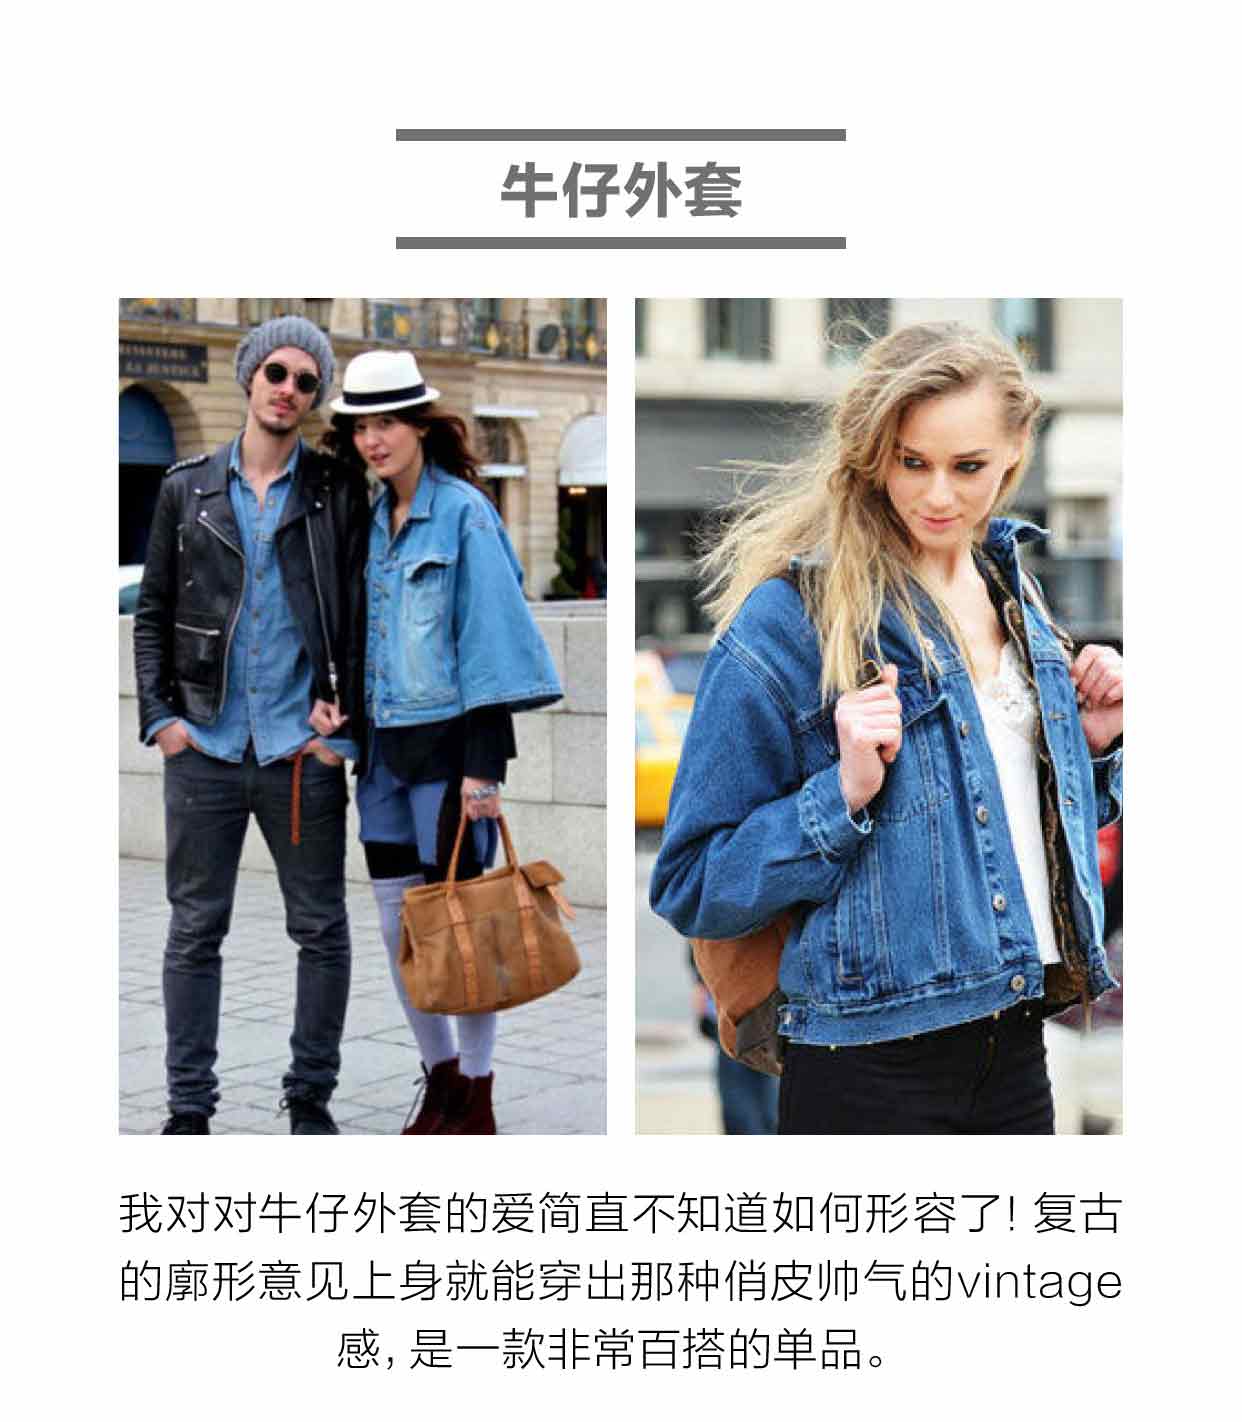 牛仔外套
MINISTERE
LA JUSTICE
我对对牛仔外套的爱简直不知道如何形容了！复古
的廓形意见上身就能穿出那种俏皮帅气的vintage
感，是一款非常百搭的单品。